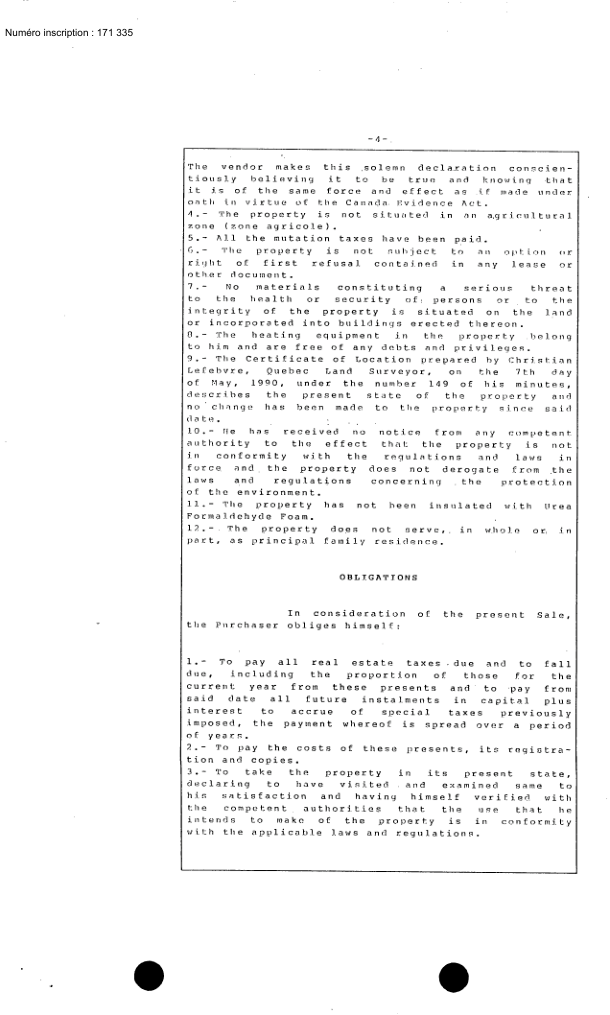 Numéro inscription : 171 335
-4-
The vendor makes this solemn declaration conscien-
tiously believing it to be true and knowing that
it is of the same force and effect as if made under
oath in virtue of the Canada Evidence Act.
4.- The property is not situated in an agricultural
zone (zone agricole).
5.- All the mutation taxes have been paid.
6.- The property is not subject to an option or
right of first refusal contained in any lease or
other document.
7.- No materials constituting a serious threat
to the health or security of persons or to the
integrity of the property is situated on the land
or incorporated into buildings erected thereon.
8.- The heating equipment in the property belong
to him and are free of any debts and privileges.
9.- The Certificate of Location prepared by Christian
Lefebvre, Quebec Land Surveyor, on the 7th day
of May, 1990, under the number 149 of his minutes,
describes the present state of the property and
no change has been made to the property since said
date.
10.- He has received no notice from any competent
authority to the effect that the property is not
in conformity with the regulations and laws in
force and the property does not derogate from the
laws and regulations concerning the protection
of the environment.
11.- The property has not been insulated with Urea
Formaldehyde Foam.
12.- The property does not serve, in whole or in
part, as principal family residence.
OBLIGATIONS
In consideration of the present Sale,
the Purchaser obliges himself:
1.- To pay all real estate taxes due and to fall
due, including the proportion of those for the
current year from these presents and to pay from
said date all future instalments in capital plus
interest to accrue of special taxes previously
imposed, the payment whereof is spread over a period
of years.
2.- To pay the costs of these presents, its registra-
tion and copies.
3.- To take the property in its present state,
declaring to have visited and examined same to
his satisfaction and having himself verified with
the competent authorities that the use that he
intends to make of the property is in conformity
with the applicable laws and regulations.